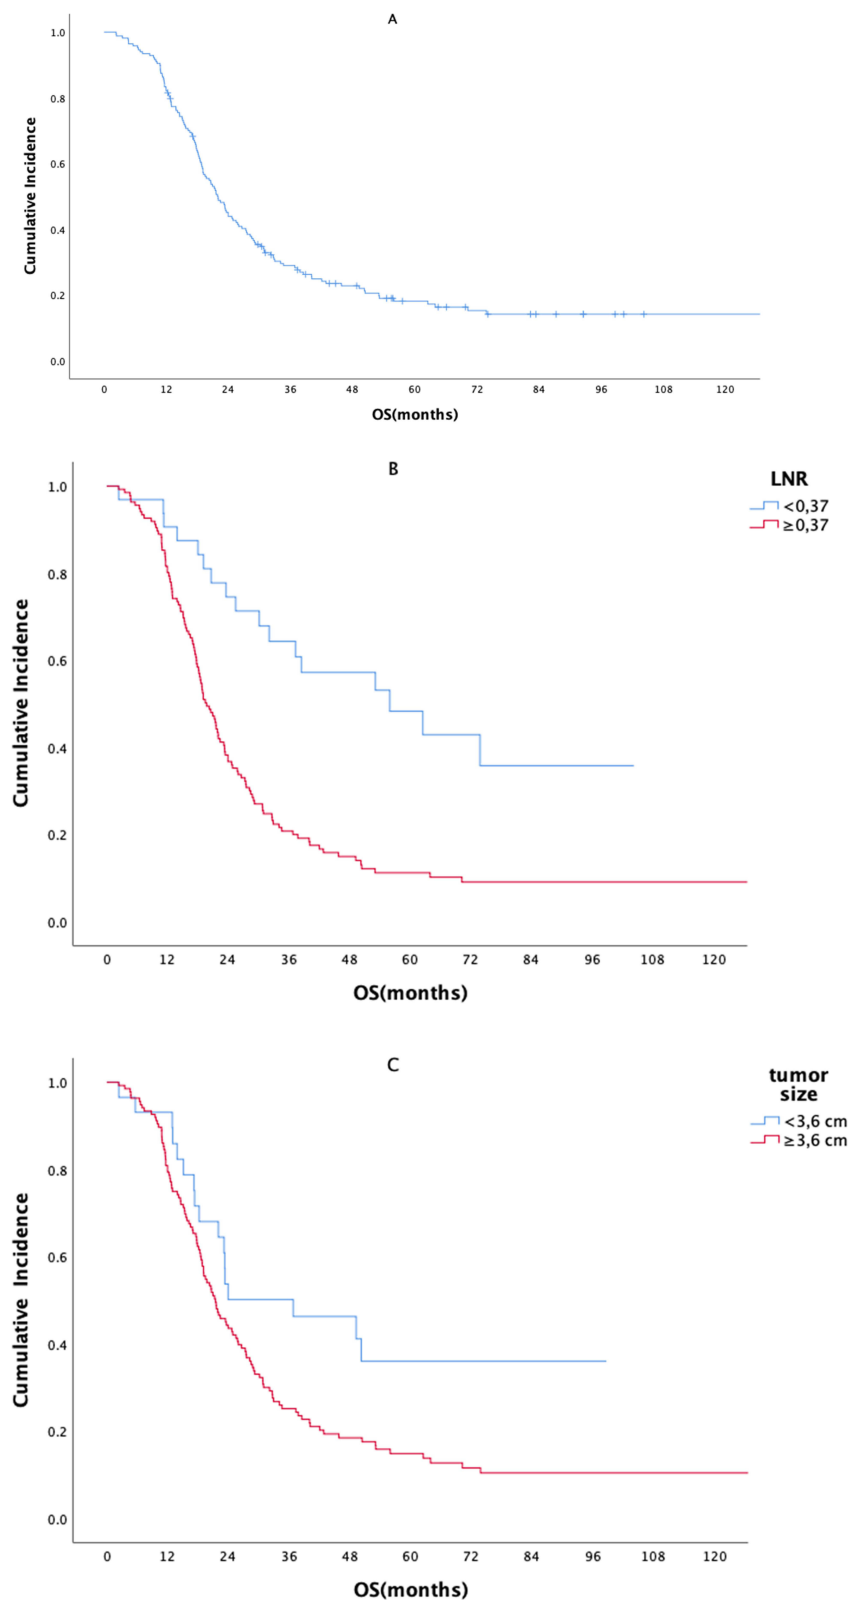 A
Cumulative Incidence
1.0
0.8
0.6
0.4
0.2
0.0
0 12 24 36 48 60 72 84 96 108 120
OS(months)
B
LNR
<0,37
≥0,37
Cumulative Incidence
1.0
0.8
0.6
0.4
0.2
0.0
0 12 24 36 48 60 72 84 96 108 120
OS(months)
C
tumor
size
<3,6 cm
≥3,6 cm
Cumulative Incidence
1.0
0.8
0.6
0.4
0.2
0.0
0 12 24 36 48 60 72 84 96 108 120
OS(months)